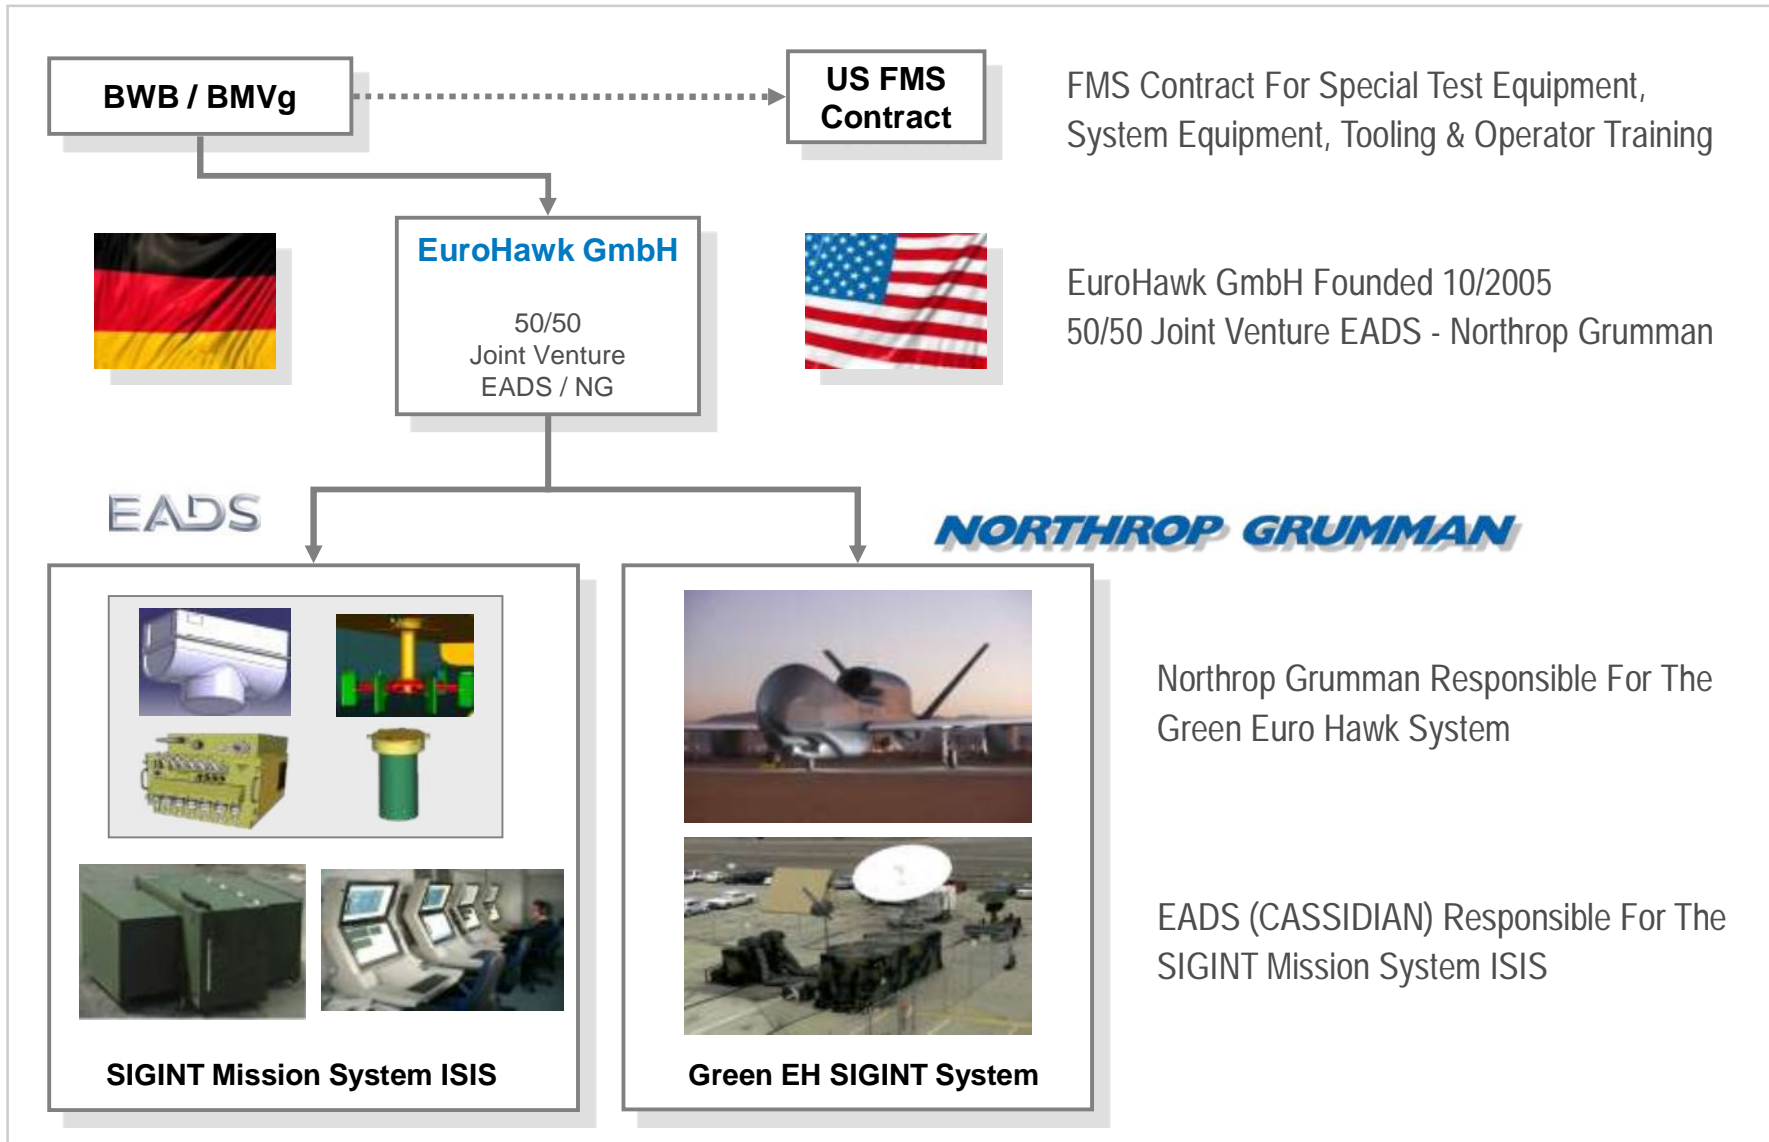 BWB / BMVg
US FMS
Contract
FMS Contract For Special Test Equipment,
System Equipment, Tooling & Operator Training
EuroHawk GmbH
50/50
Joint Venture
EADS / NG
EuroHawk GmbH Founded 10/2005
50/50 Joint Venture EADS - Northrop Grumman
EADS
NORTHROP GRUMMAN
Northrop Grumman Responsible For The
Green Euro Hawk System
EADS (CASSIDIAN) Responsible For The
SIGINT Mission System ISIS
SIGINT Mission System ISIS
Green EH SIGINT System